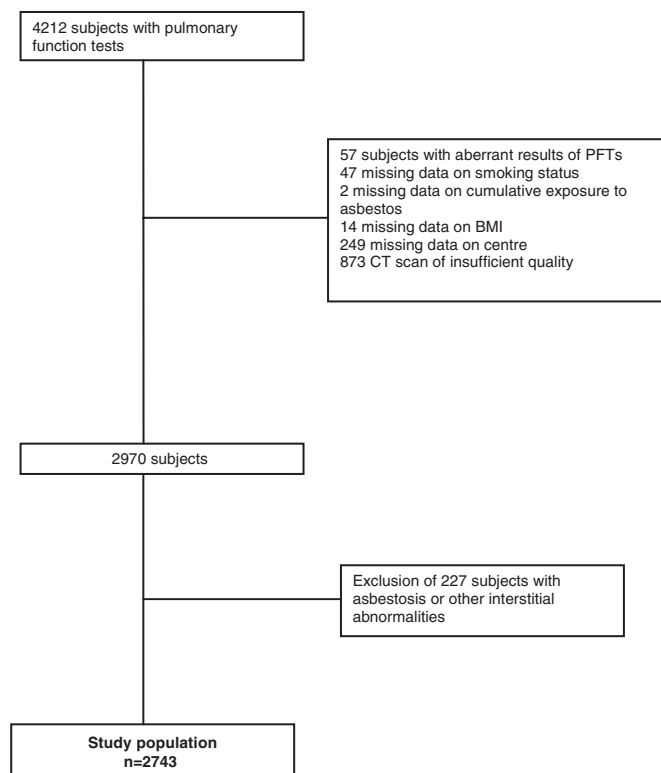 4212 subjects with pulmonary
function tests
57 subjects with aberrant results of PFTs
47 missing data on smoking status
2 missing data on cumulative exposure to
asbestos
14 missing data on BMI
249 missing data on centre
873 CT scan of insufficient quality
2970 subjects
Exclusion of 227 subjects with
asbestosis or other interstitial
abnormalities
Study population
n=2743